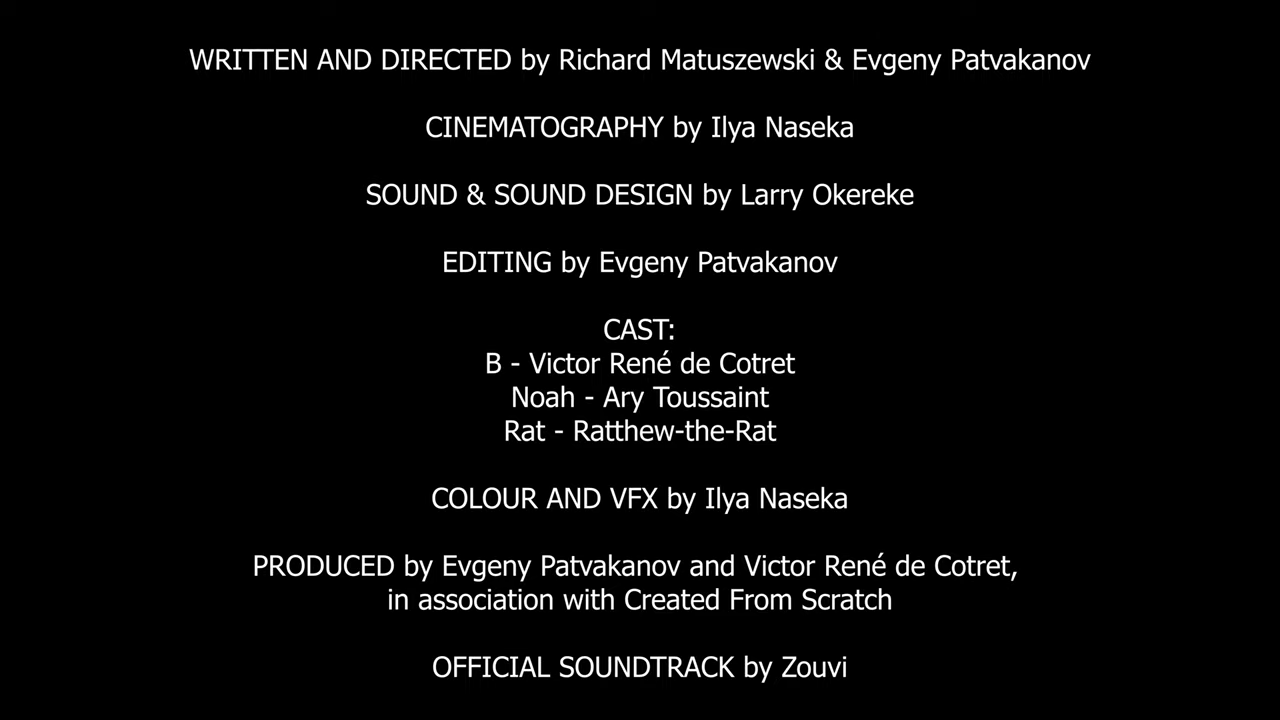 WRITTEN AND DIRECTED by Richard Matuszewski & Evgeny Patvakanov
CINEMATOGRAPHY by Ilya Naseka
SOUND & SOUND DESIGN by Larry Okereke
EDITING by Evgeny Patvakanov
CAST:
B - Victor René de Cotret
Noah - Ary Toussaint
Rat - Ratthew-the-Rat
COLOUR AND VFX by Ilya Naseka
PRODUCED by Evgeny Patvakanov and Victor René de Cotret,
in association with Created From Scratch
OFFICIAL SOUNDTRACK by Zouvi